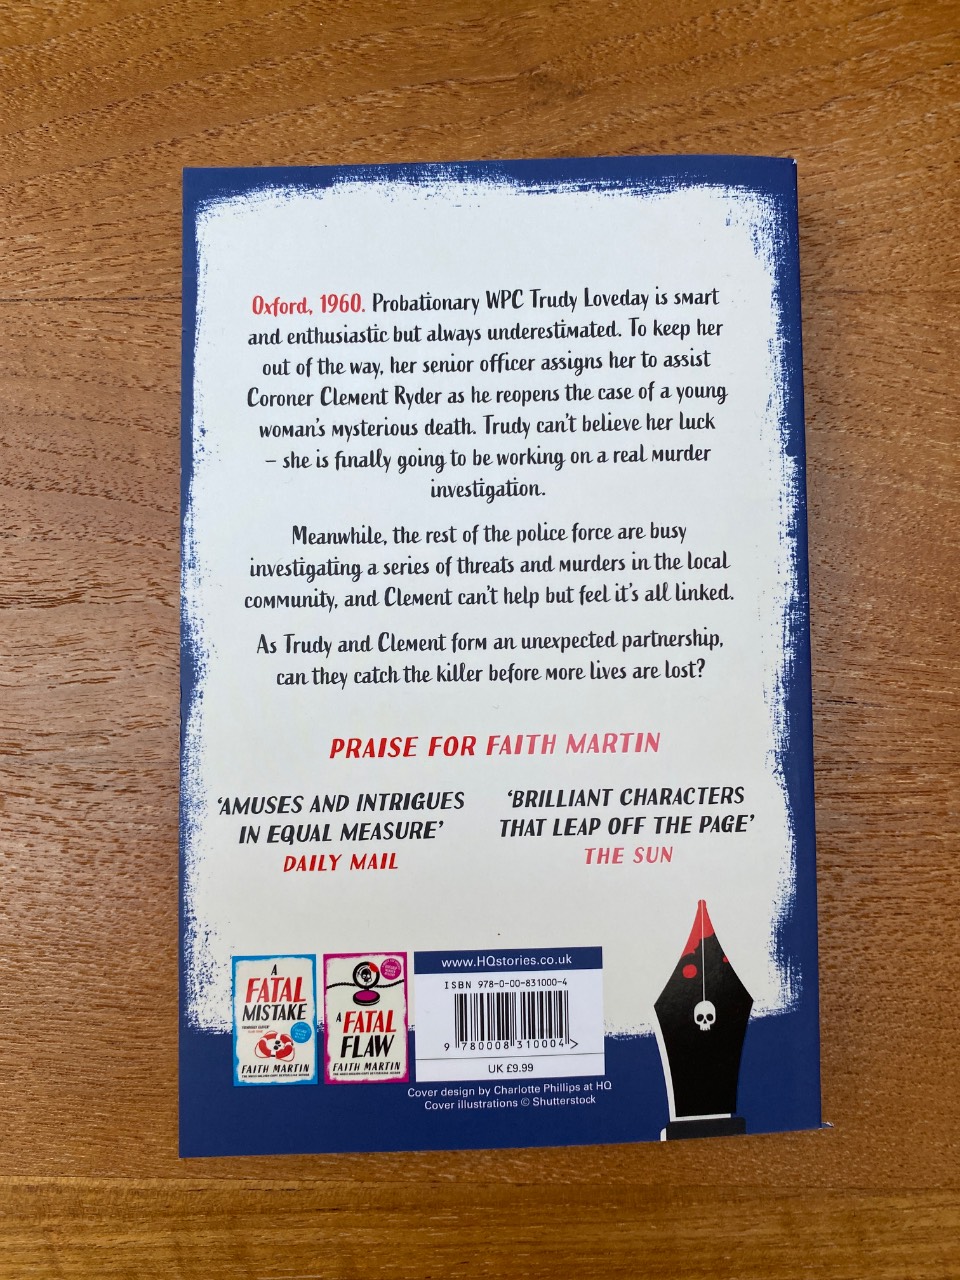 Oxford, 1960. Probationary WPC Trudy Loveday is smart
and enthusiastic but always underestimated. To keep her
out of the way, her senior officer assigns her to assist
Coroner Clement Ryder as he reopens the case of a young
woman's mysterious death. Trudy can't believe her luck
– she is finally going to be working on a real murder
investigation.
Meanwhile, the rest of the police force are busy
investigating a series of threats and murders in the local
community, and Clement can't help but feel it's all linked.
As Trudy and Clement form an unexpected partnership,
can they catch the killer before more lives are lost?
PRAISE FOR FAITH MARTIN
'AMUSES AND INTRIGUES
IN EQUAL MEASURE'
DAILY MAIL
'BRILLIANT CHARACTERS
THAT LEAP OFF THE PAGE'
THE SUN
A
FATAL
MISTAKE
FAITH MARTIN
A
FATAL
FLAW
FAITH MARTIN
www.HQstories.co.uk
ISBN 978-0-00-831000-4
9 780008 310004 >
UK £9.99
Cover design by Charlotte Phillips at HQ
Cover illustrations © Shutterstock